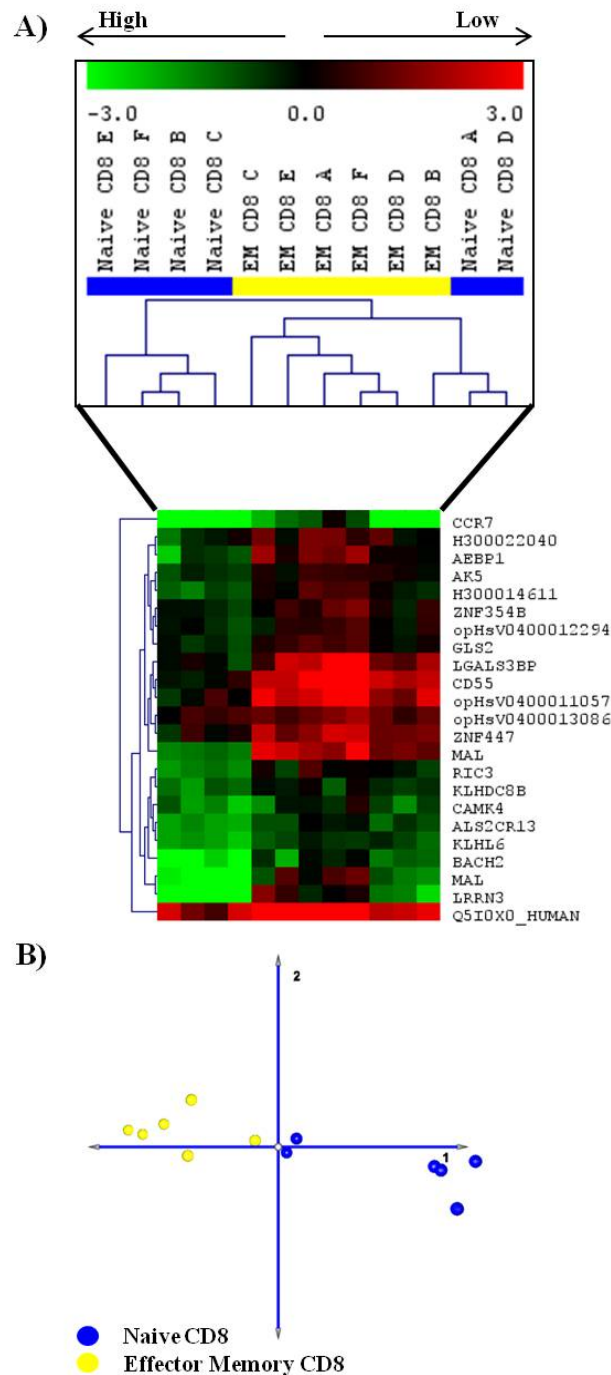 A)
High Low
-3.0 0.0 3.0
Naive CD8 E
Naive CD8 F
Naive CD8 B
Naive CD8 C
EM CD8 C
EM CD8 E
EM CD8 A
EM CD8 F
EM CD8 D
EM CD8 B
Naive CD8 A
Naive CD8 D
CCR7
H300022040
AEBP1
AK5
H300014611
ZNF354B
opHsV0400012294
GLS2
LGALS3BP
CD55
opHsV0400011057
opHsV0400013086
ZNF447
MAL
RIC3
KLHDC8B
CAMK4
ALS2CR13
KLHL6
BACH2
MAL
LRRN3
Q5I0X0_HUMAN
B)
2
1
Naive CD8
Effector Memory CD8